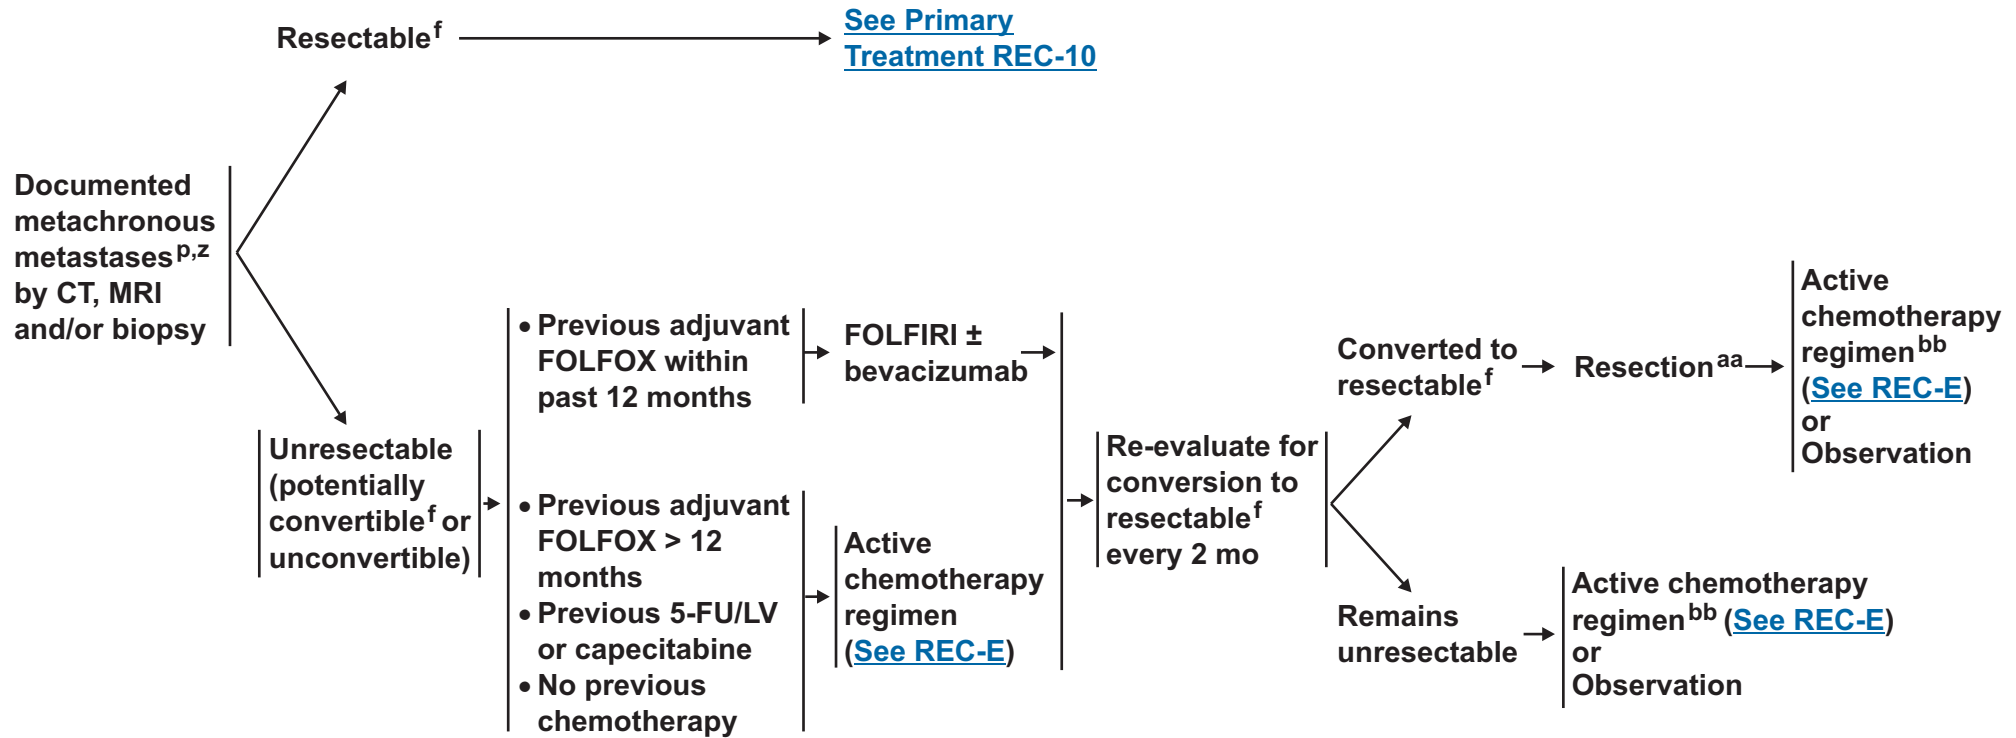 Resectable f
See Primary
Treatment REC-10
Documented
metachronous
metastases p,z
by CT, MRI
and/or biopsy
Unresectable
(potentially
convertible f or
unconvertible)
• Previous adjuvant
FOLFOX within
past 12 months
FOLFIRI ±
bevacizumab
• Previous adjuvant
FOLFOX > 12
months
• Previous 5-FU/LV
or capecitabine
• No previous
chemotherapy
Active
chemotherapy
regimen
(See REC-E)
Re-evaluate for
conversion to
resectable f
every 2 mo
Converted to
resectable f
Resection aa
Active
chemotherapy
regimen bb
(See REC-E)
or
Observation
Remains
unresectable
Active chemotherapy
regimen bb (See REC-E)
or
Observation